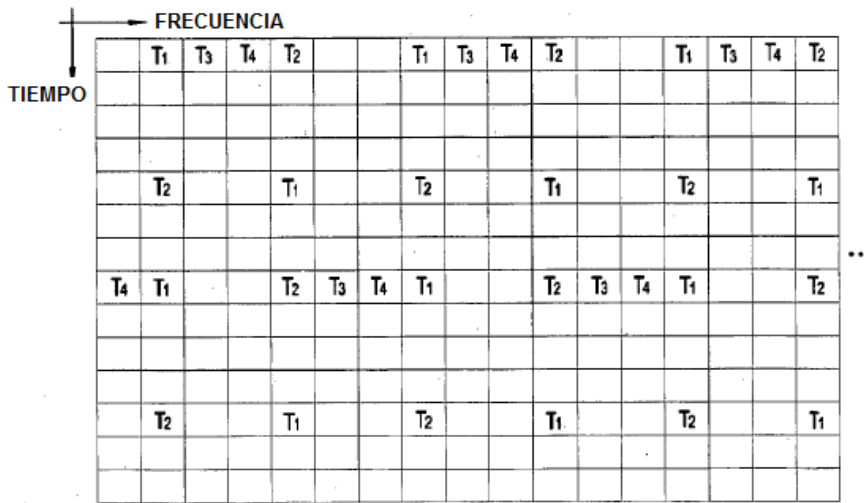 FRECUENCIA
T1 T3 T4 T2 T1 T3 T4 T2 T1 T3 T4 T2
TIEMPO
T2 T1 T2 T1 T2 T1
T4 T1 T2 T3 T4 T1 T2 T3 T4 T1 T2
T2 T1 T2 T1 T2 T1